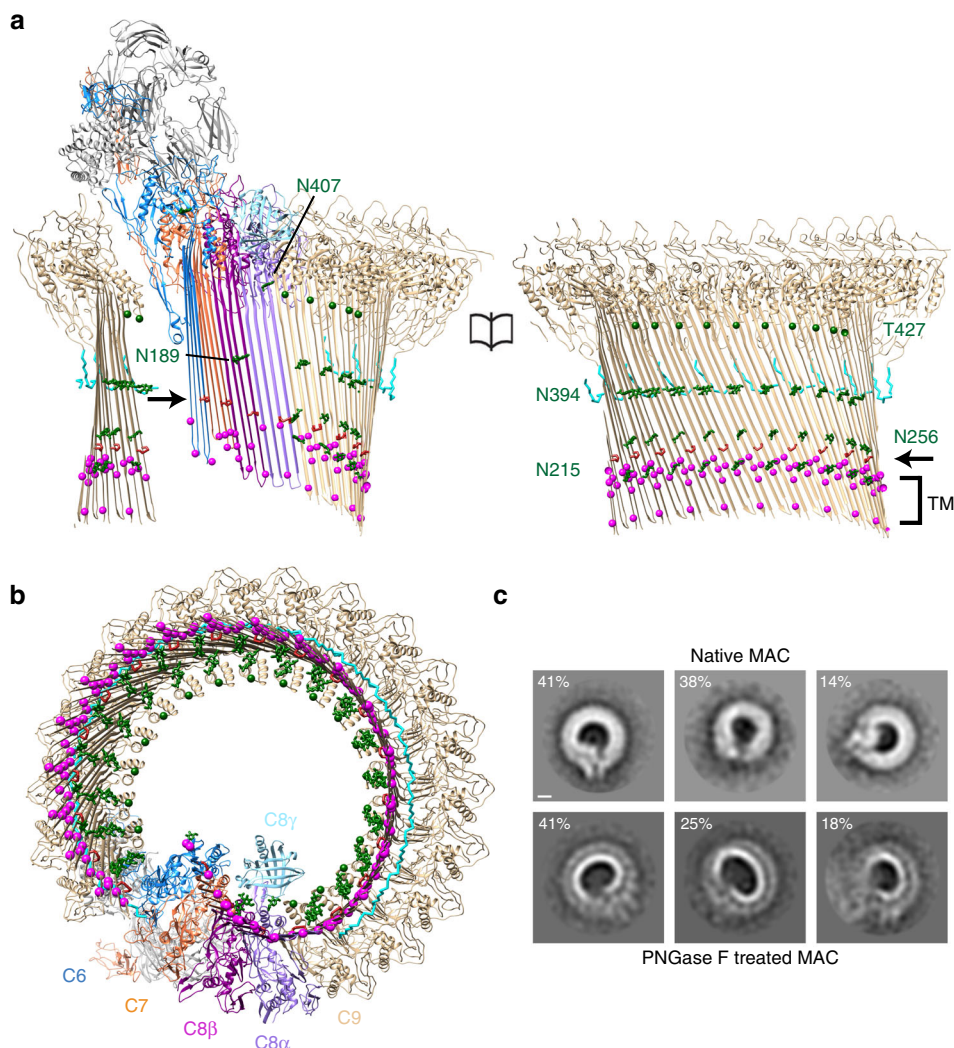 a
N407
N189
T427
N394
N256
N215
TM
b
C8γ
C6
C7
C8β
C8α
C9
c
Native MAC
41%
38%
14%
41%
25%
18%
PNGase F treated MAC